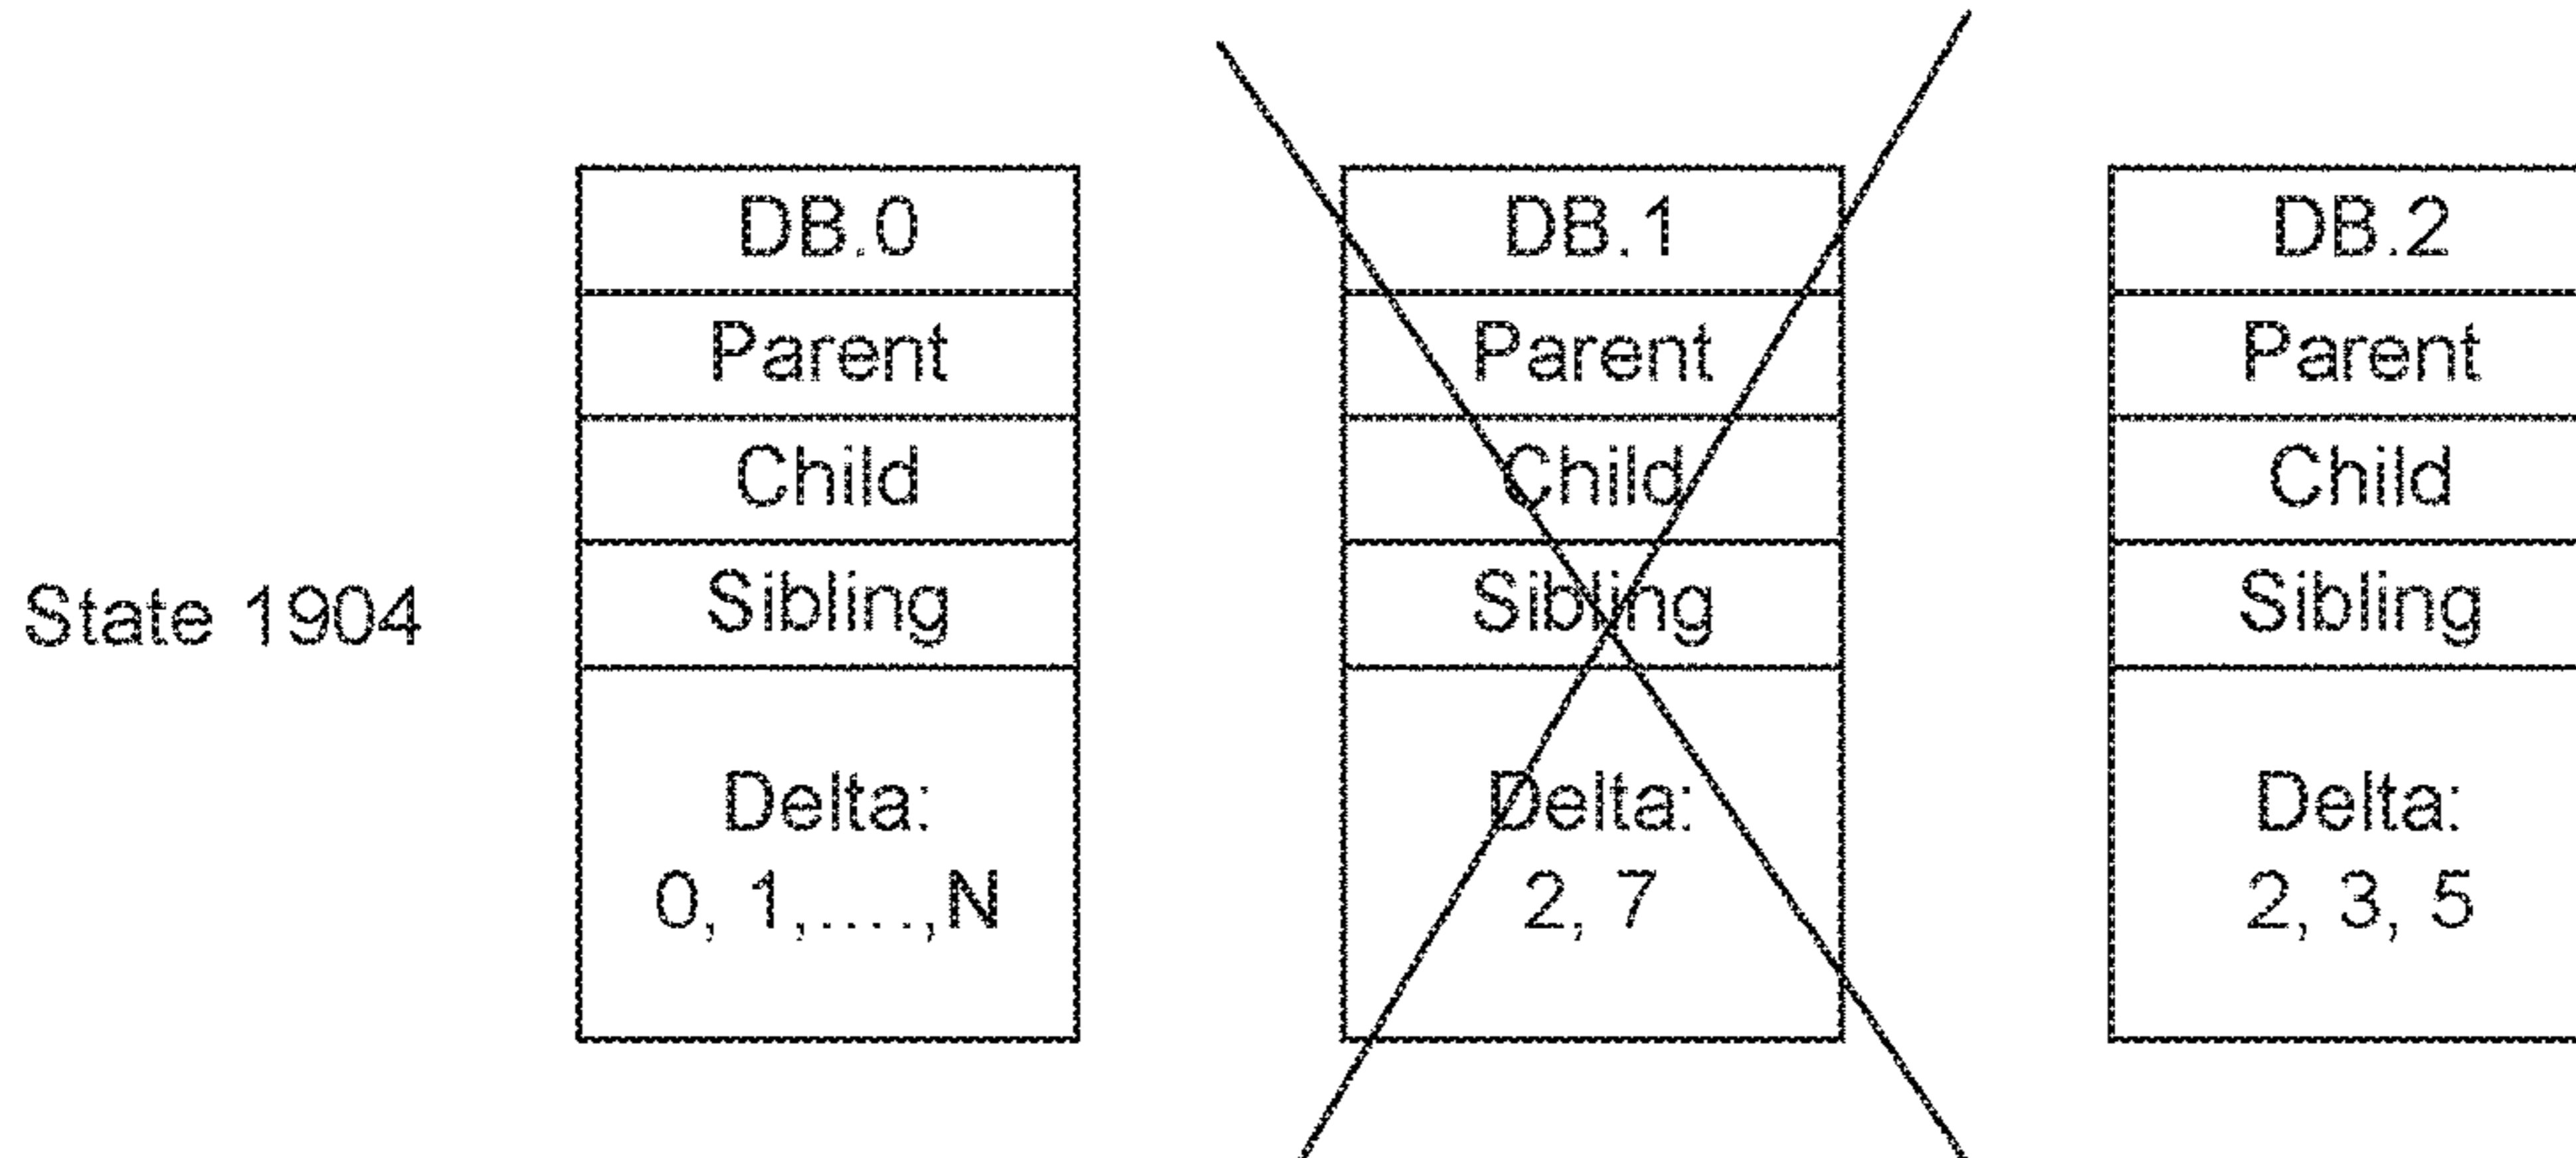 State 1904
DB.0
Parent
Child
Sibling
Delta:
0, 1,....,N
DB.1
Parent
Child
Sibling
Delta:
2, 7
DB.2
Parent
Child
Sibling
Delta:
2, 3, 5